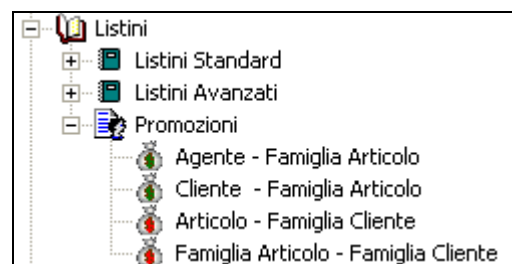 Listini
Listini Standard
Listini Avanzati
Promozioni
Agente - Famiglia Articolo
Cliente - Famiglia Articolo
Articolo - Famiglia Cliente
Famiglia Articolo - Famiglia Cliente